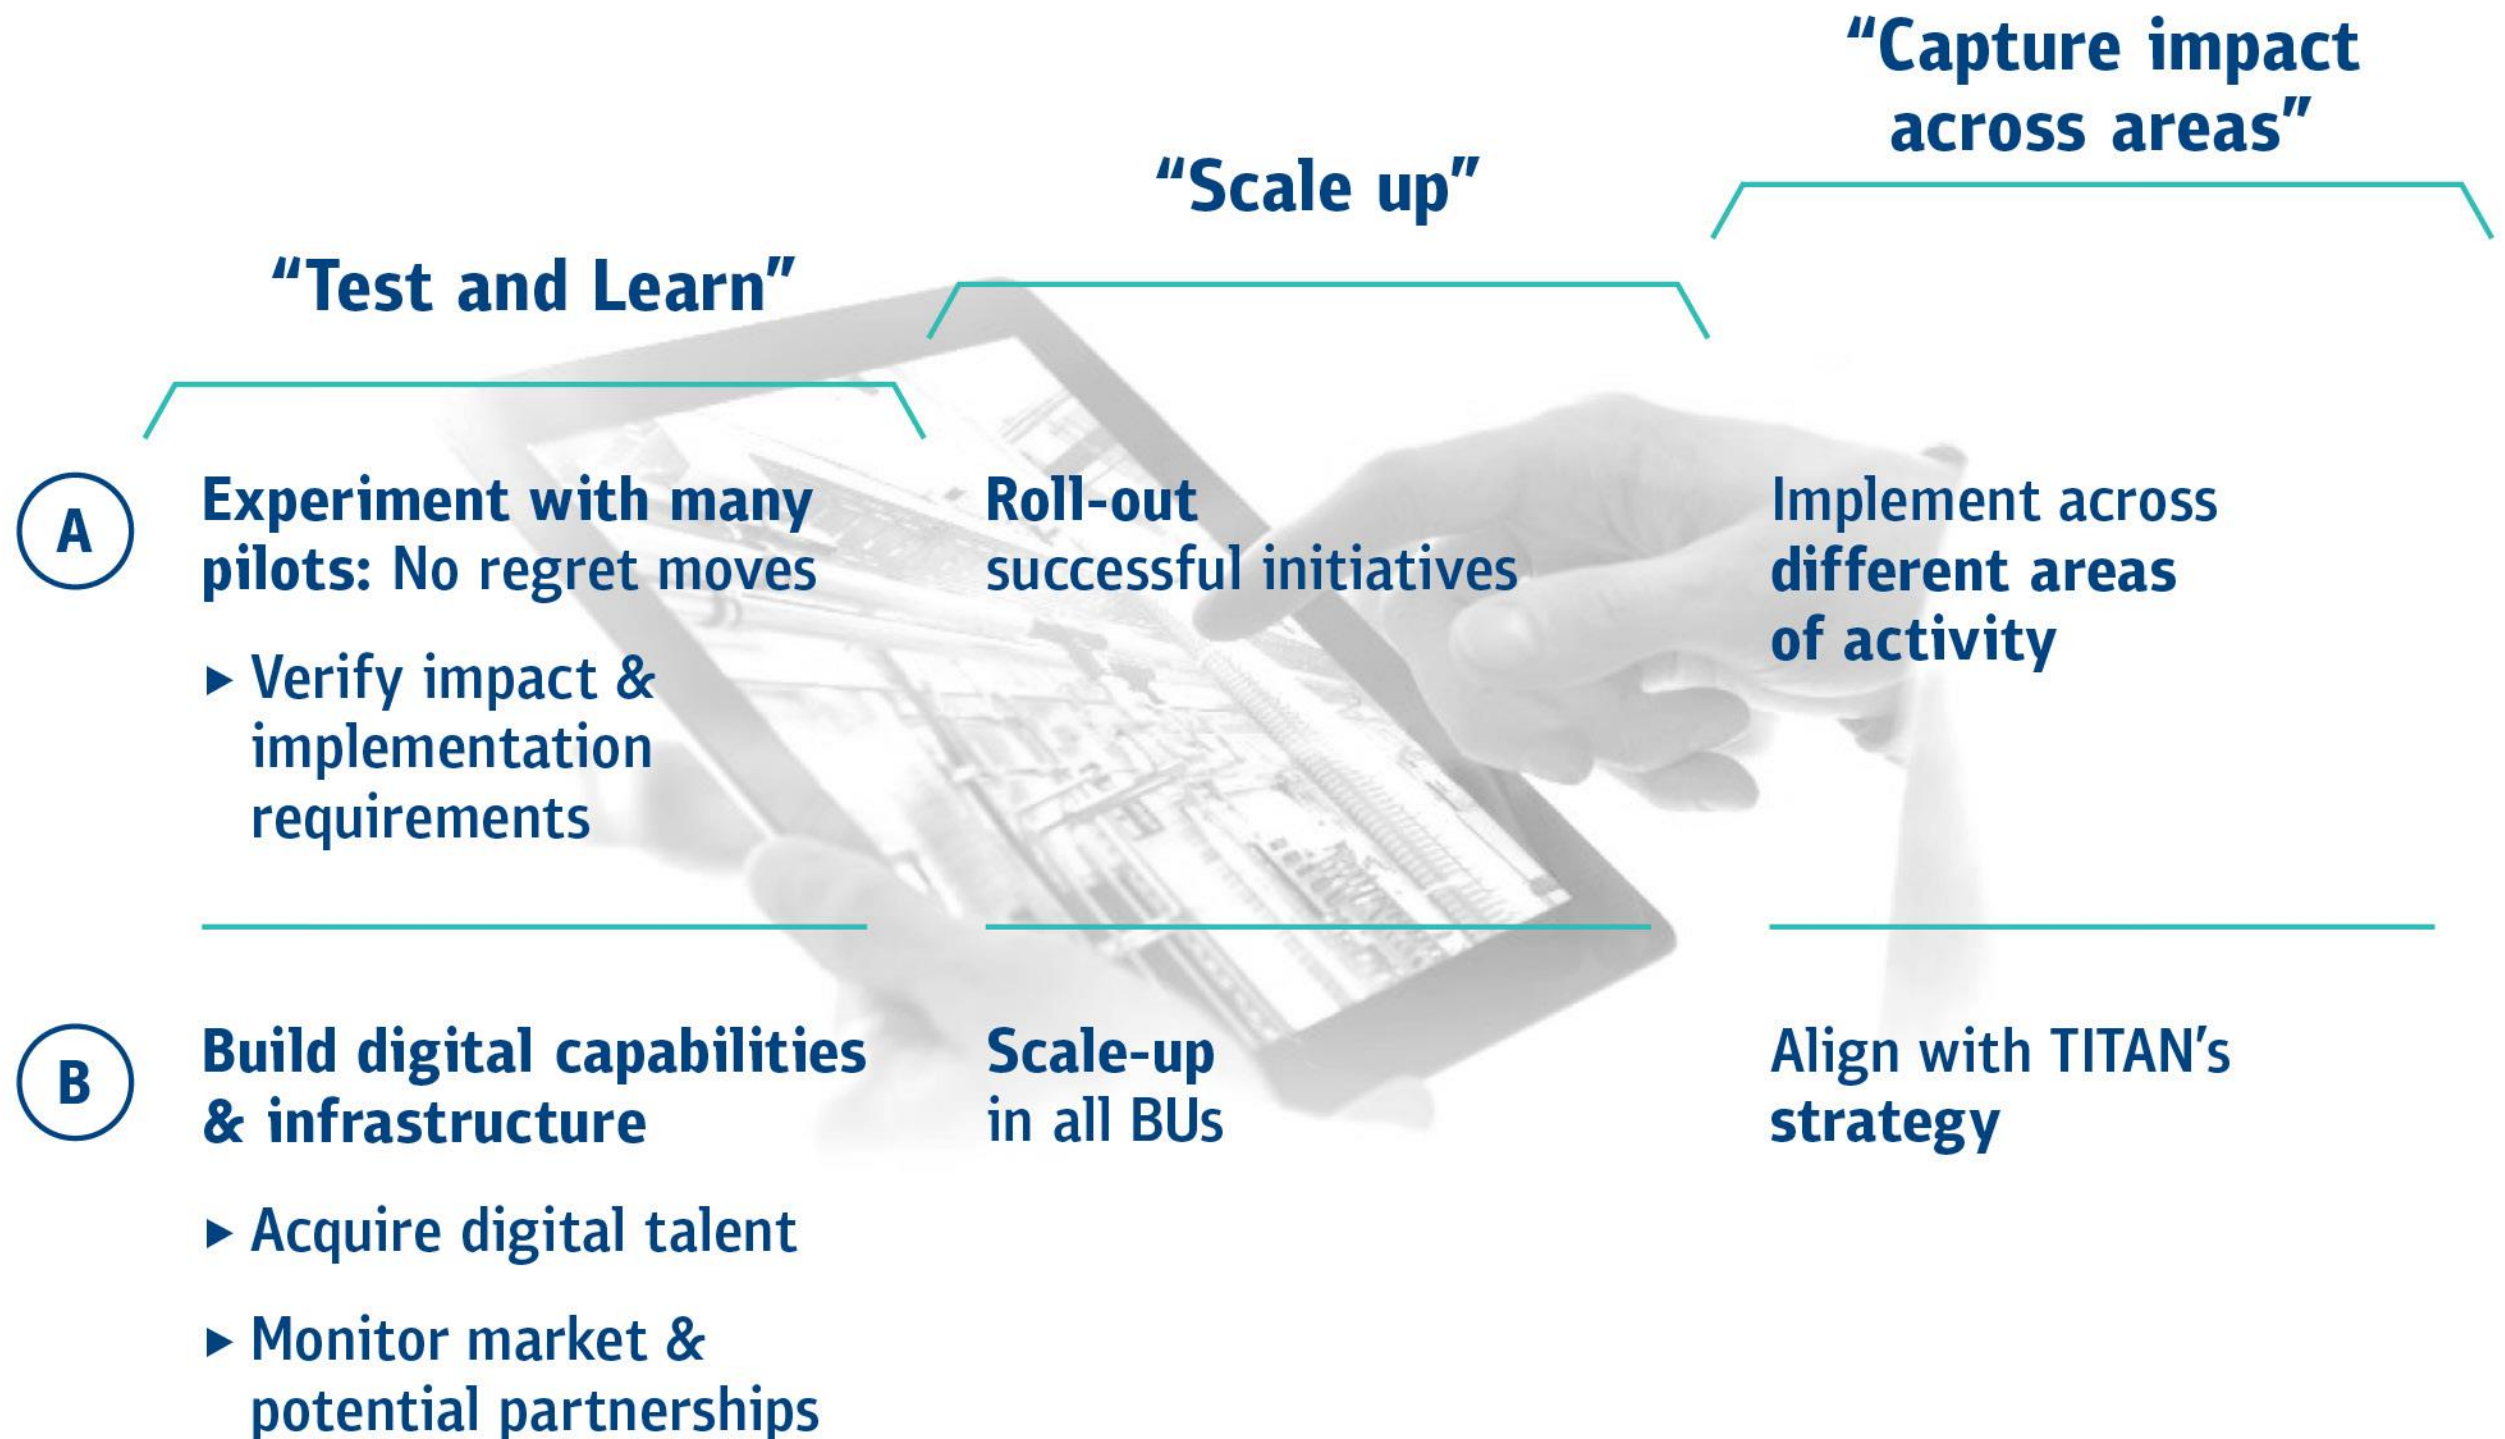 “Capture impact
across areas”
“Scale up”
“Test and Learn”
A
Experiment with many
pilots: No regret moves
► Verify impact &
implementation
requirements
Roll-out
successful initiatives
Implement across
different areas
of activity
B
Build digital capabilities
& infrastructure
► Acquire digital talent
► Monitor market &
potential partnerships
Scale-up
in all BUs
Align with TITAN’s
strategy